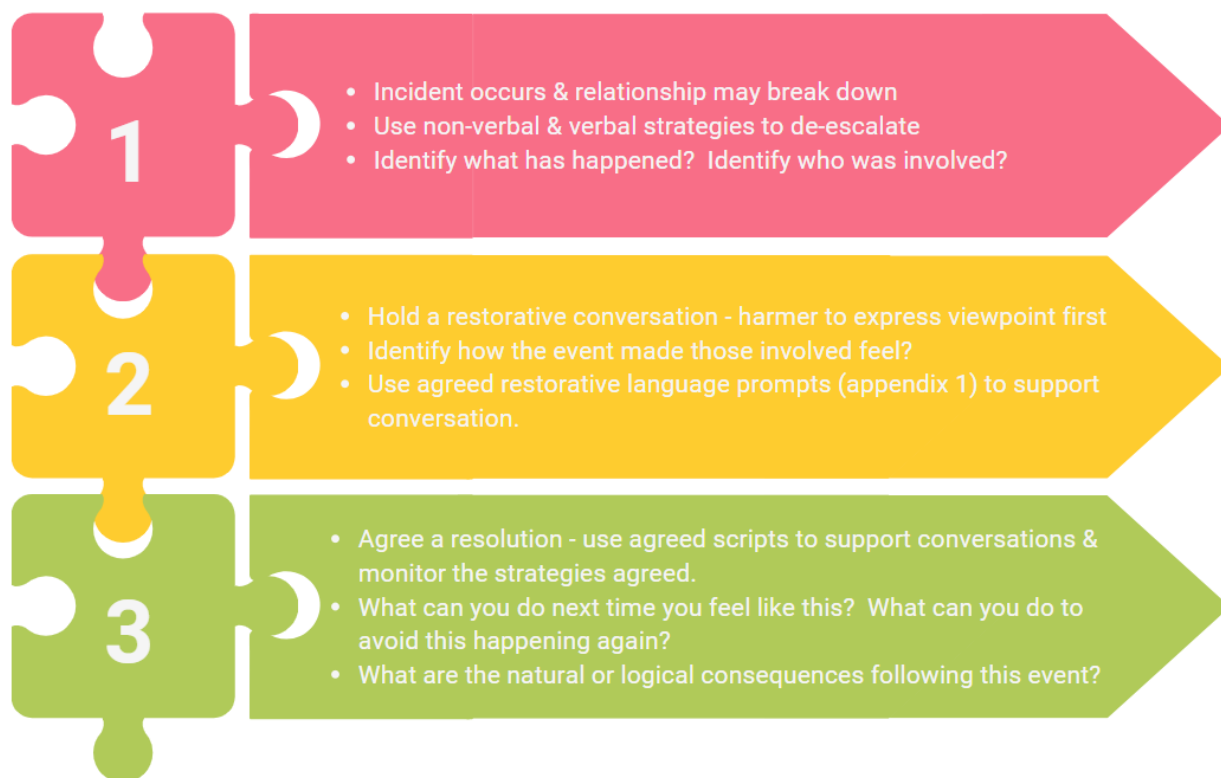 1
• Incident occurs & relationship may break down
• Use non-verbal & verbal strategies to de-escalate
• Identify what has happened?  Identify who was involved?
2
• Hold a restorative conversation - harmer to express viewpoint first
• Identify how the event made those involved feel?
• Use agreed restorative language prompts (appendix 1) to support
conversation.
3
• Agree a resolution - use agreed scripts to support conversations &
monitor the strategies agreed.
• What can you do next time you feel like this?  What can you do to
avoid this happening again?
• What are the natural or logical consequences following this event?